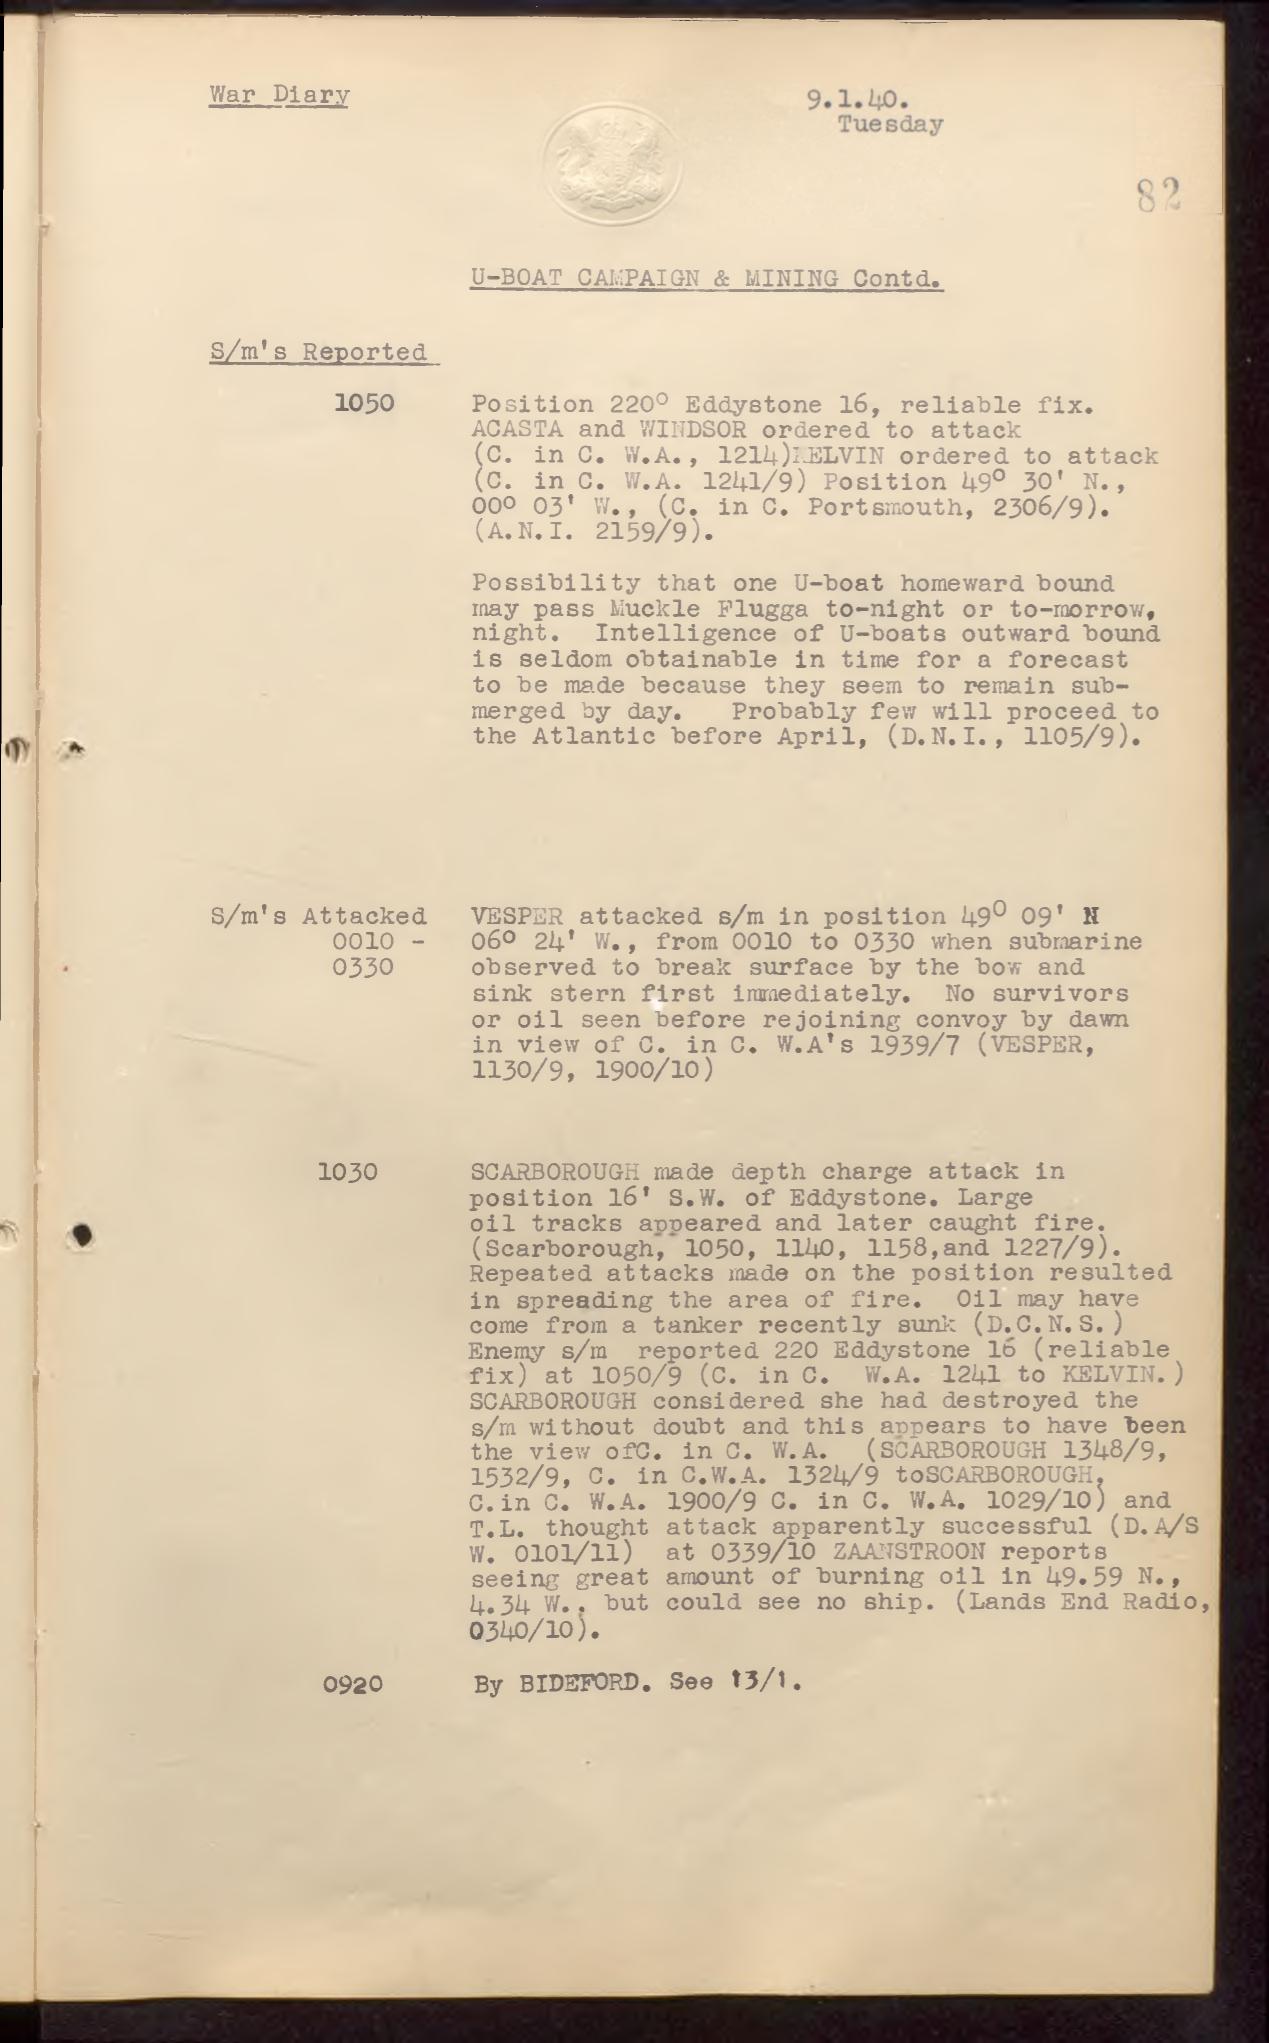 War Diary
9.1.40.
Tuesday
82
U-BOAT CAMPAIGN & MINING Contd.
S/m's Reported
1050
Position 220° Eddystone 16, reliable fix.
ACASTA and WINDSOR ordered to attack
(C. in C. W.A., 1214)KELVIN ordered to attack
(C. in C. W.A. 1241/9) Position 49° 30' N.,
00° 03' W., (C. in C. Portsmouth, 2306/9).
(A.N.I. 2159/9).
Possibility that one U-boat homeward bound
may pass Muckle Flugga to-night or to-morrow,
night. Intelligence of U-boats outward bound
is seldom obtainable in time for a forecast
to be made because they seem to remain sub-
merged by day. Probably few will proceed to
the Atlantic before April, (D.N.I., 1105/9).
S/m's Attacked
0010 -
0330
VESPER attacked s/m in position 49° 09' N
06° 24' W., from 0010 to 0330 when submarine
observed to break surface by the bow and
sink stern first immediately. No survivors
or oil seen before rejoining convoy by dawn
in view of C. in C. W.A's 1939/7 (VESPER,
1130/9, 1900/10)
1030
SCARBOROUGH made depth charge attack in
position 16' S.W. of Eddystone. Large
oil tracks appeared and later caught fire.
(Scarborough, 1050, 1140, 1158,and 1227/9).
Repeated attacks made on the position resulted
in spreading the area of fire. Oil may have
come from a tanker recently sunk (D.C.N.S.)
Enemy s/m reported 220 Eddystone 16 (reliable
fix) at 1050/9 (C. in C. W.A. 1241 to KELVIN.)
SCARBOROUGH considered she had destroyed the
s/m without doubt and this appears to have been
the view ofC. in C. W.A. (SCARBOROUGH 1348/9,
1532/9, C. in C.W.A. 1324/9 toSCARBOROUGH,
C.in C. W.A. 1900/9 C. in C. W.A. 1029/10) and
T.L. thought attack apparently successful (D.A/S
W. 0101/11) at 0339/10 ZAANSTROON reports
seeing great amount of burning oil in 49.59 N.,
4.34 W., but could see no ship. (Lands End Radio,
0340/10).
0920
By BIDEFORD. See 13/1.